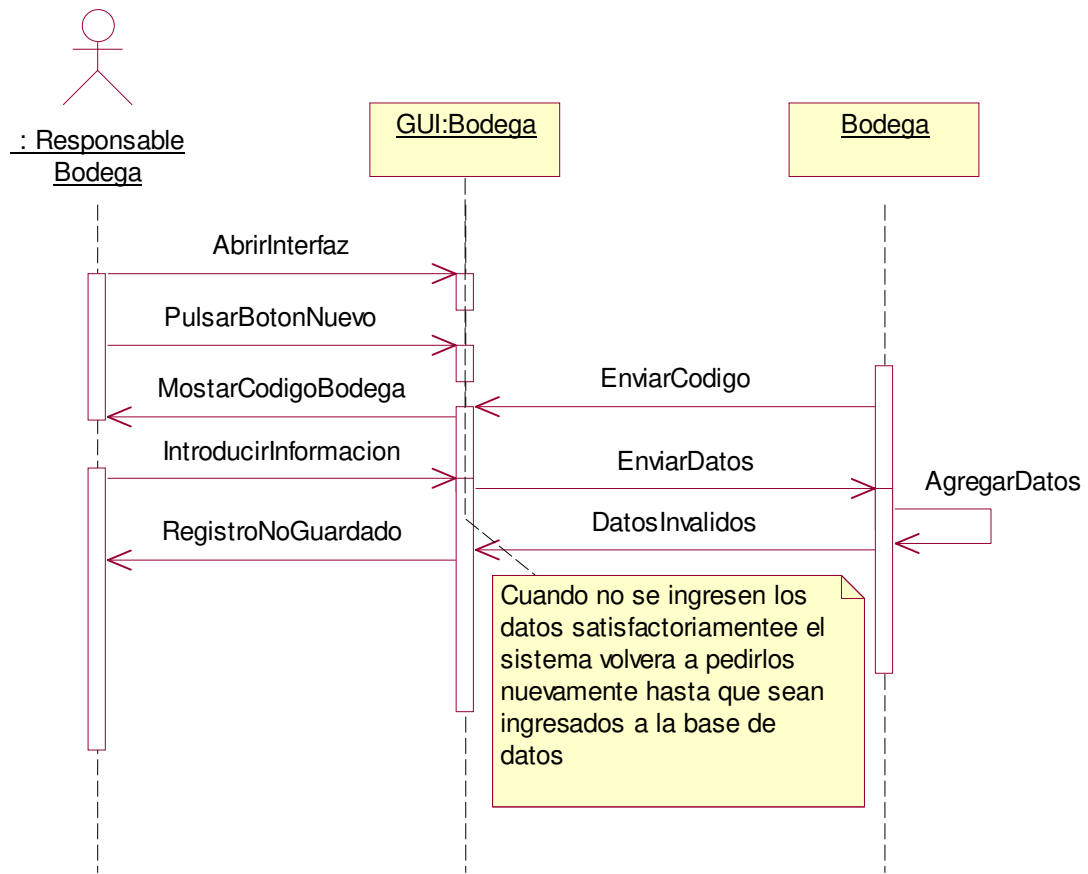 : Responsable
Bodega
GUI:Bodega
Bodega
AbrirInterfaz
PulsarBotonNuevo
MostarCodigoBodega
EnviarCodigo
IntroducirInformacion
EnviarDatos
AgregarDatos
DatosInvalidos
RegistroNoGuardado
Cuando no se ingresen los
datos satisfactoriamentee el
sistema volvera a pedirlos
nuevamente hasta que sean
ingresados a la base de
datos